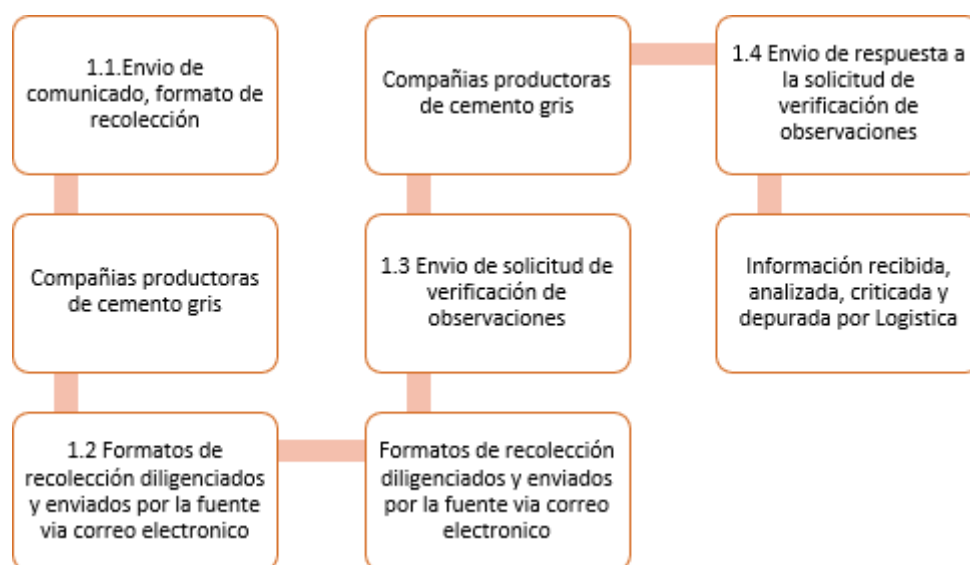 1.1.Envio de
comunicado, formato de
recolección
Compañias productoras
de cemento gris
1.2 Formatos de
recolección diligenciados
y enviados por la fuente
via correo electronico
Formatos de recolección
diligenciados y enviados
por la fuente via correo
electronico
1.3 Envio de solicitud de
verificación de
observaciones
Compañias productoras
de cemento gris
1.4 Envio de respuesta a
la solicitud de
verificación de
observaciones
Información recibida,
analizada, criticada y
depurada por Logistica